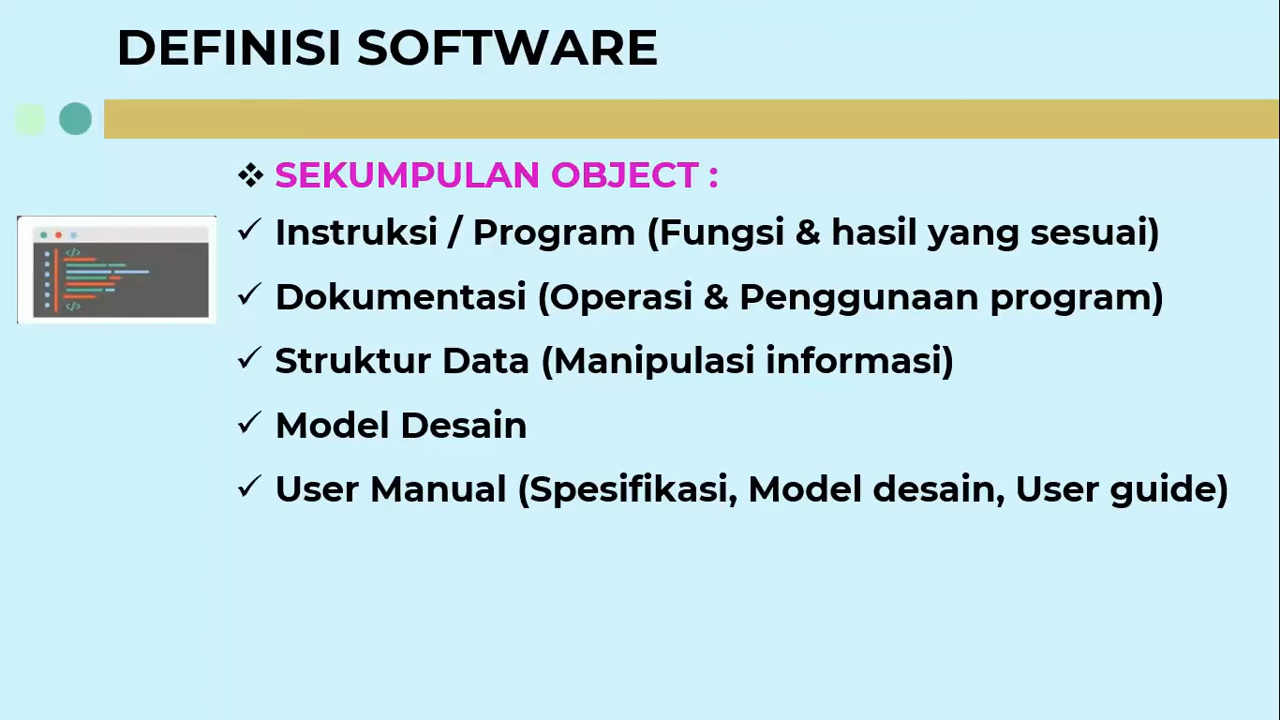 DEFINISI SOFTWARE
❖ SEKUMPULAN OBJECT :
✓ Instruksi / Program (Fungsi & hasil yang sesuai)
✓ Dokumentasi (Operasi & Penggunaan program)
✓ Struktur Data (Manipulasi informasi)
✓ Model Desain
✓ User Manual (Spesifikasi, Model desain, User guide)